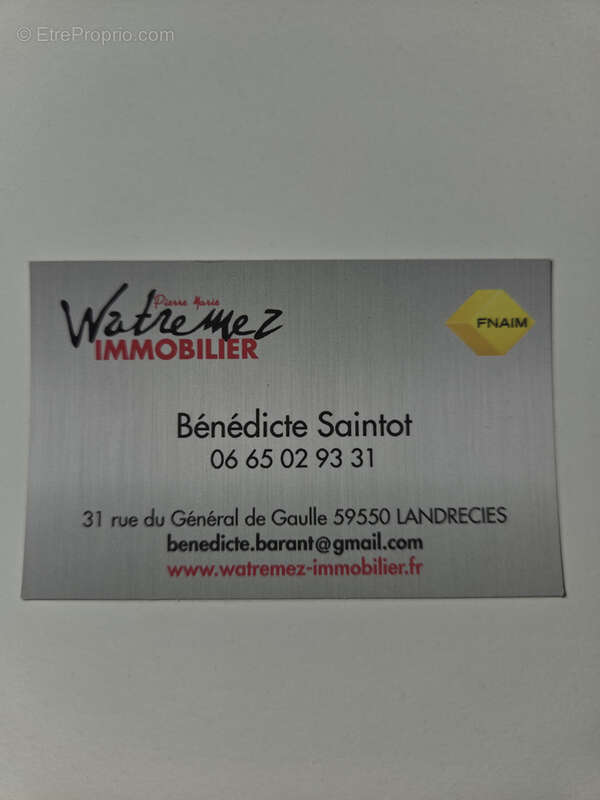 © EtreProprio.com
Pierre Marie
Watremez
IMMOBILIER
FNAIM
Bénédicte Saintot
06 65 02 93 31
31 rue du Général de Gaulle 59550 LANDRECIES
benedicte.barant@gmail.com
www.watremez-immobilier.fr